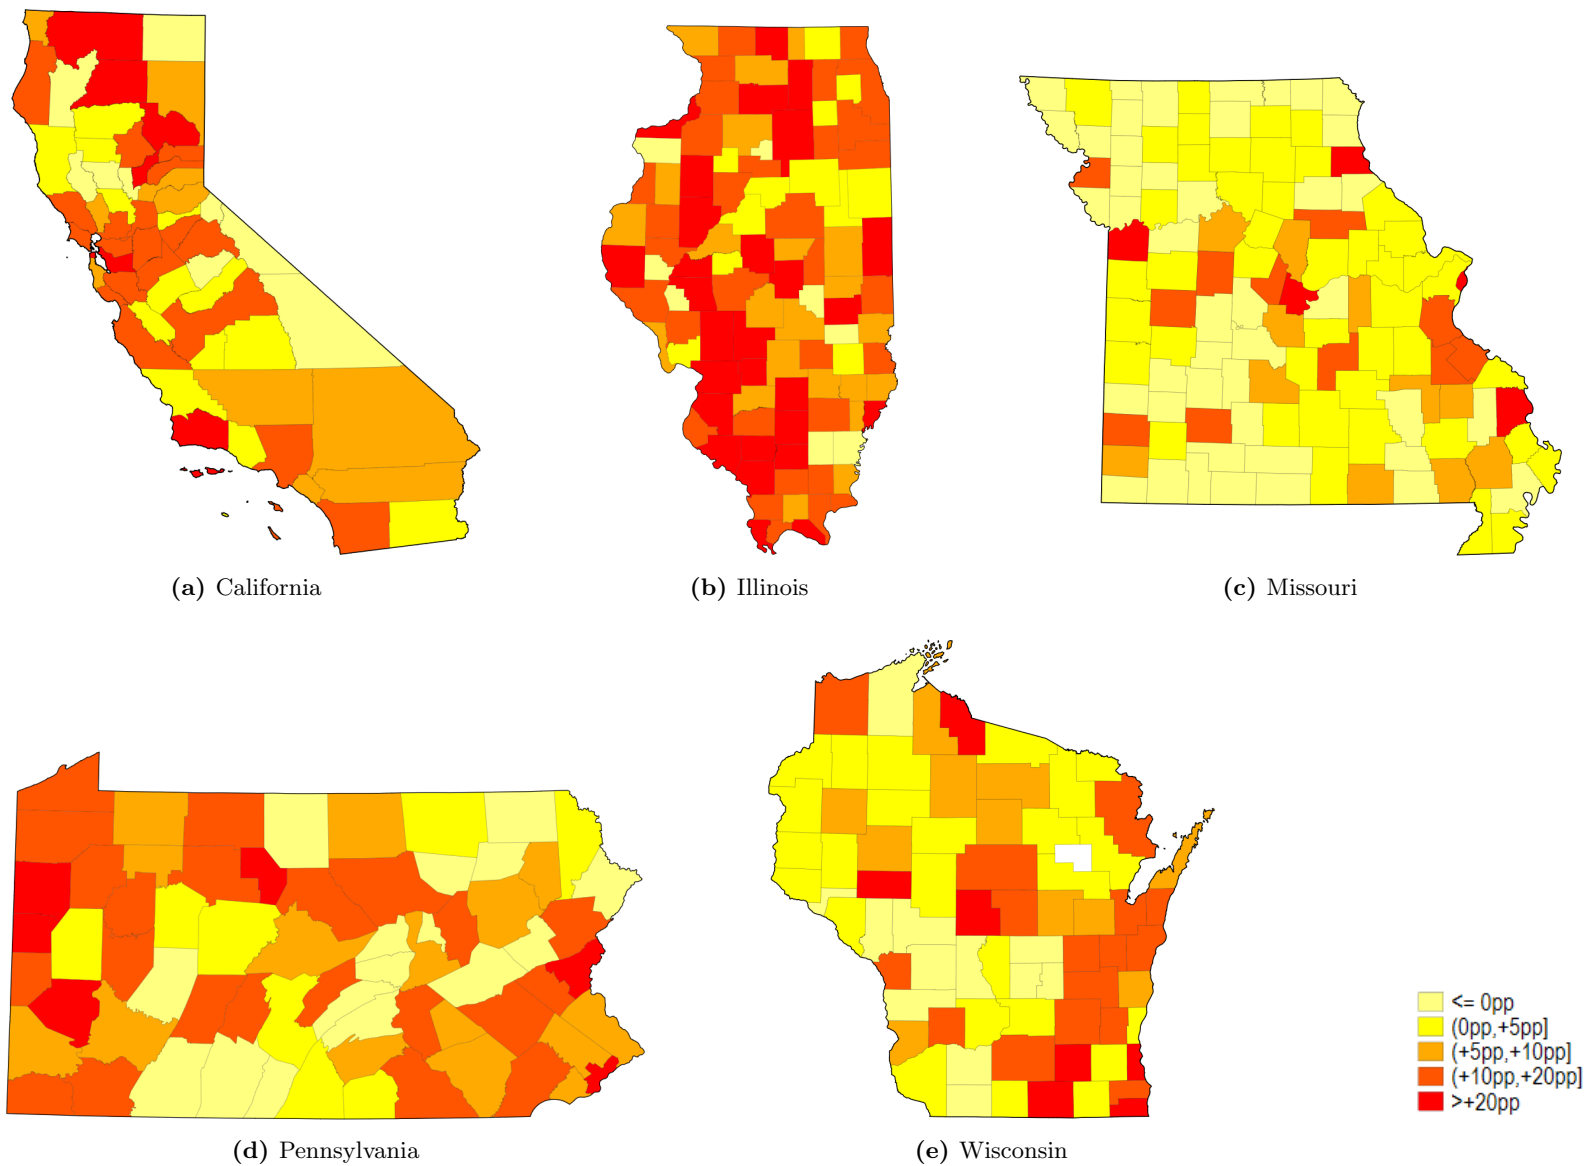 (a) California
(b) Illinois
(c) Missouri
(d) Pennsylvania
(e) Wisconsin
<= 0pp
(0pp,+5pp]
(+5pp,+10pp]
(+10pp,+20pp]
>+20pp